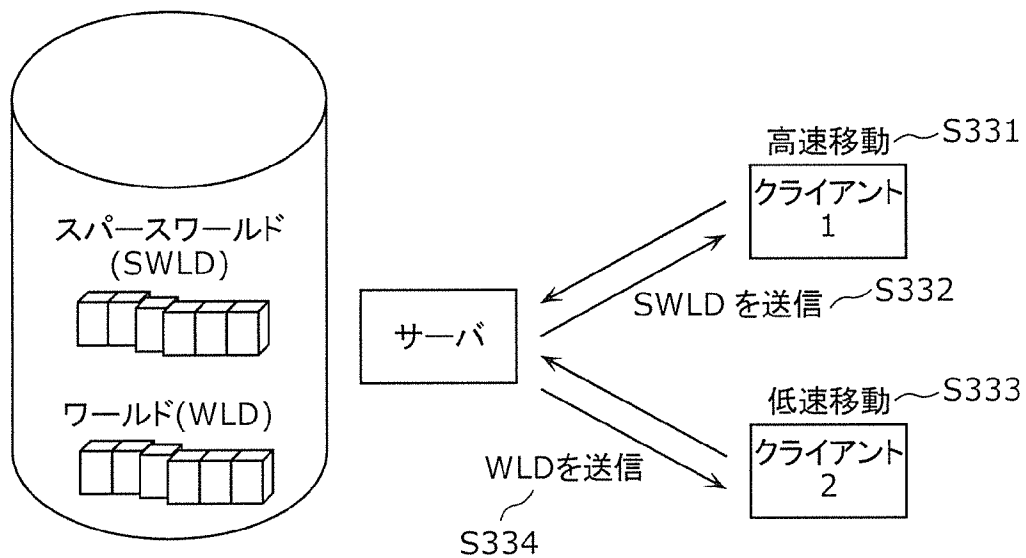 スパースワールド
(SWLD)
ワールド(WLD)
サーバ
高速移動 S331
クライアント
1
SWLD を送信 S332
低速移動 S333
クライアント
2
WLDを送信
S334